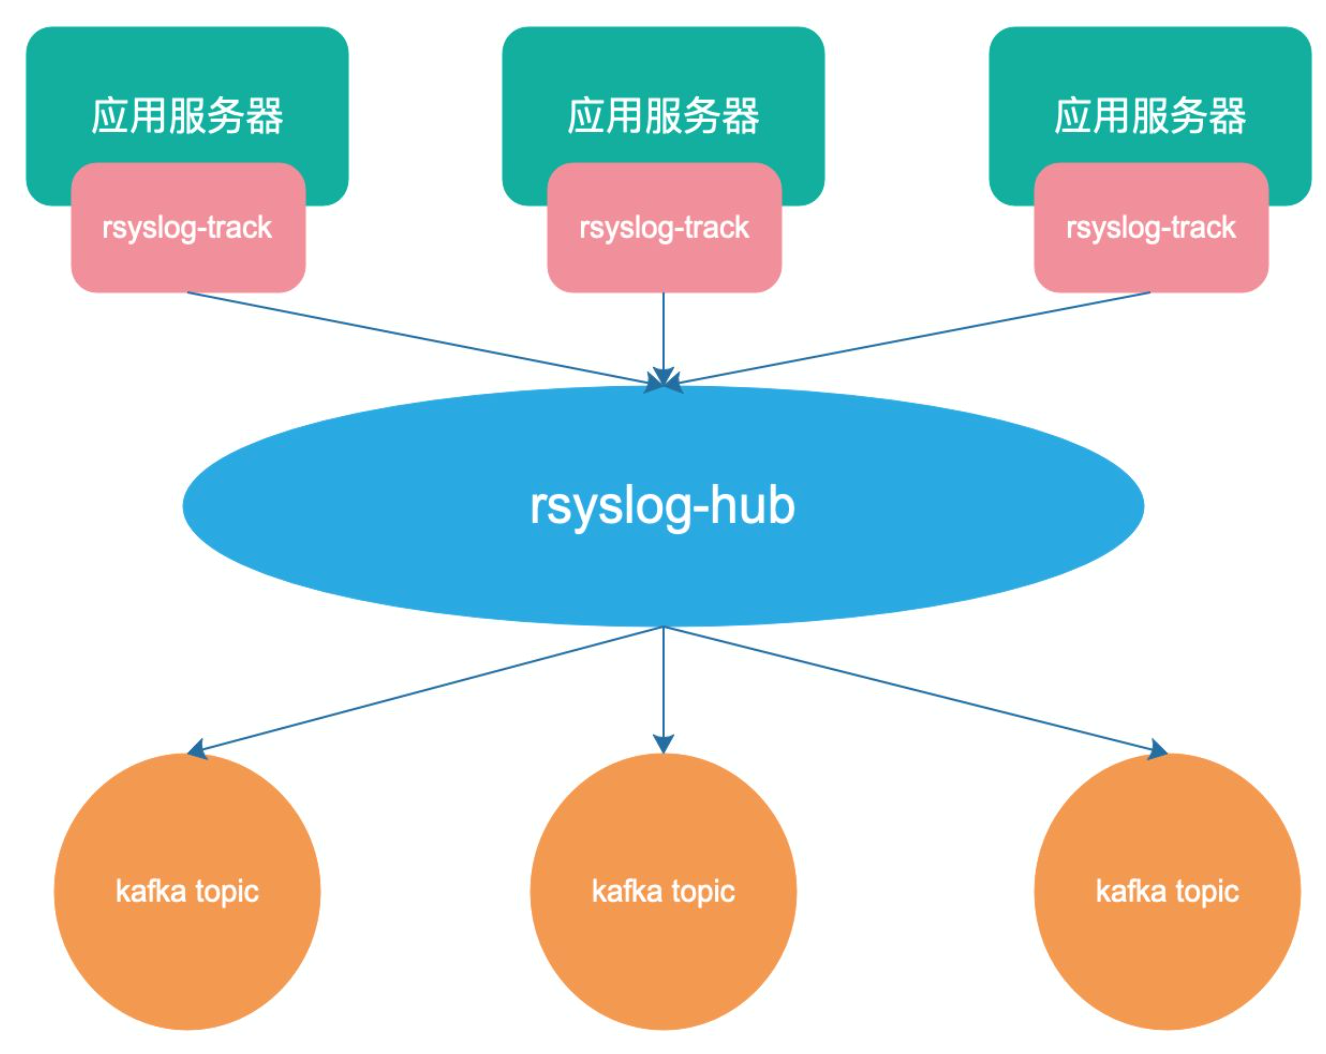 应用服务器
应用服务器
应用服务器
rsyslog-track
rsyslog-track
rsyslog-track
rsyslog-hub
kafka topic
kafka topic
kafka topic